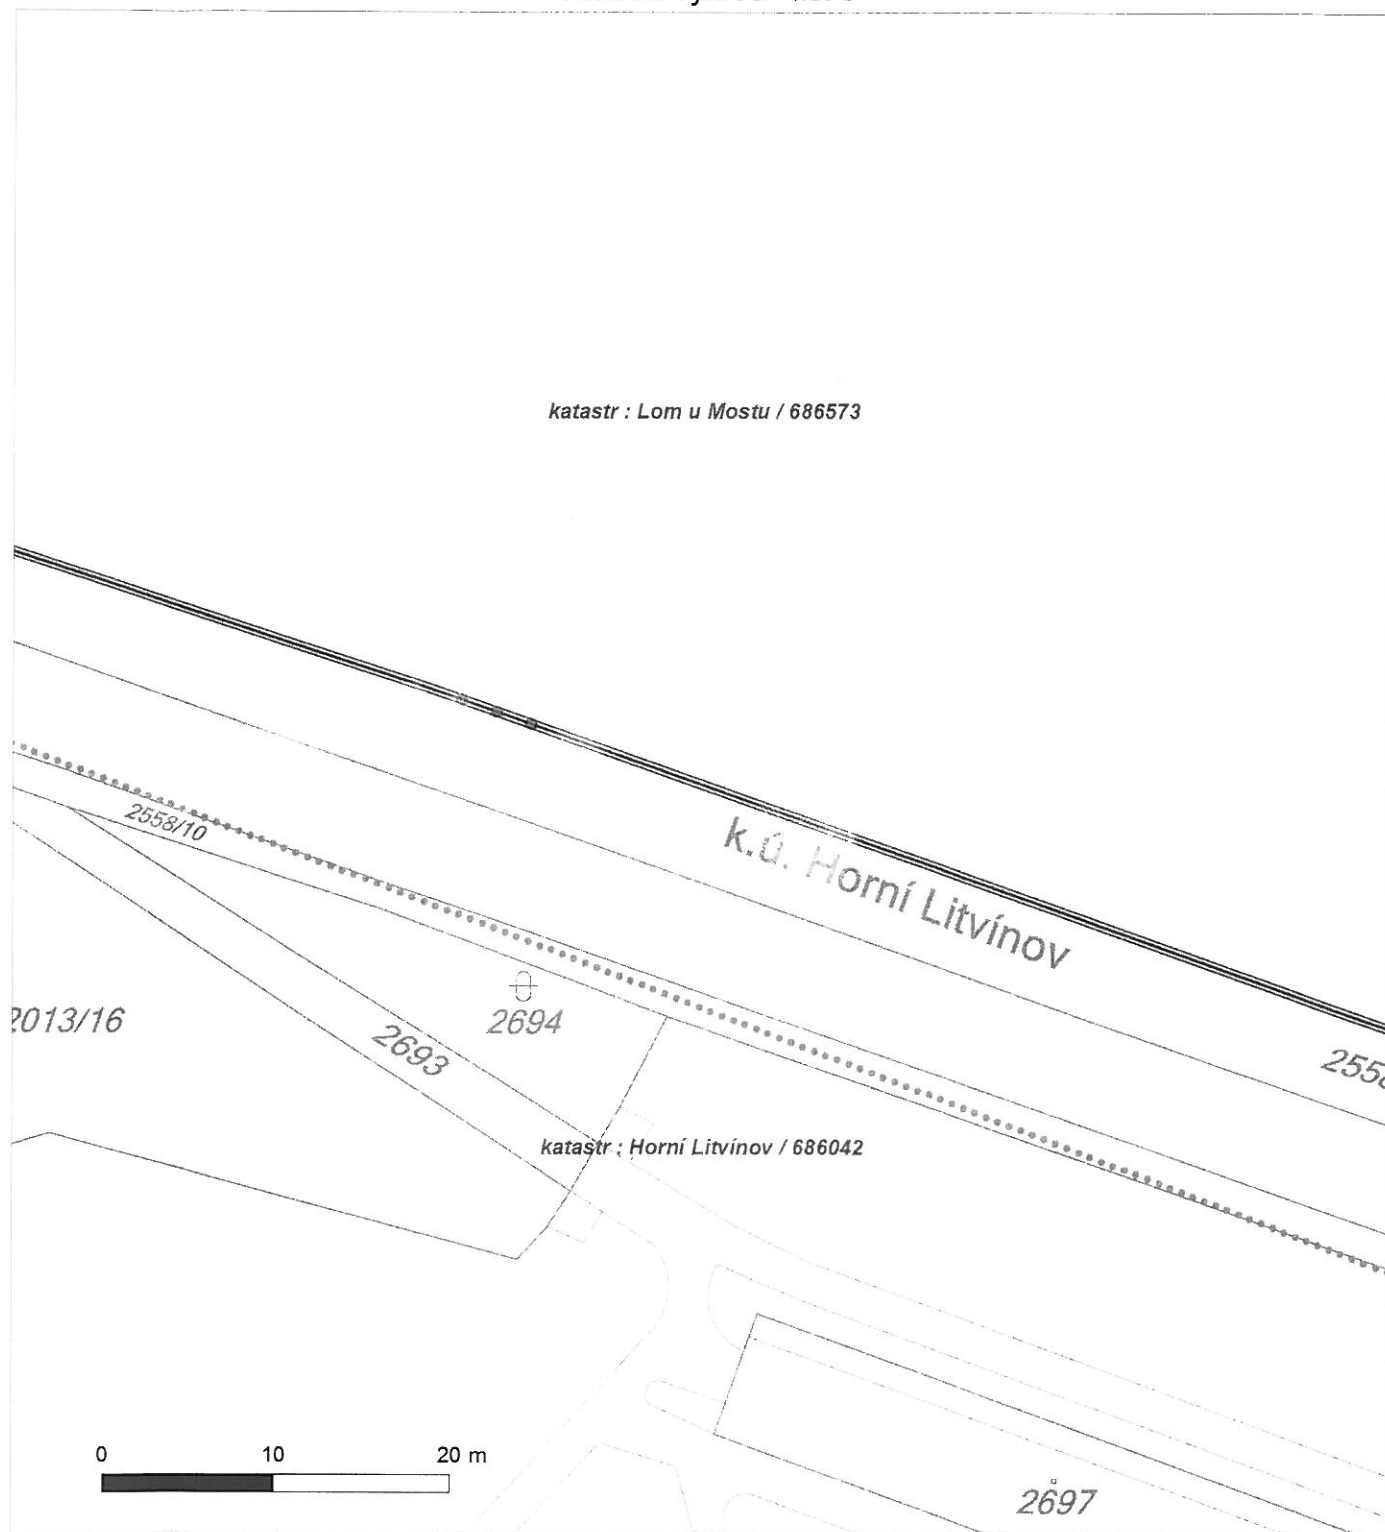 katastr : Lom u Mostu / 686573
k.ú. Horní Litvínov
2558/10
2694
2013/16
2693
2558
katastr : Horní Litvínov / 686042
0 10 20 m
2697